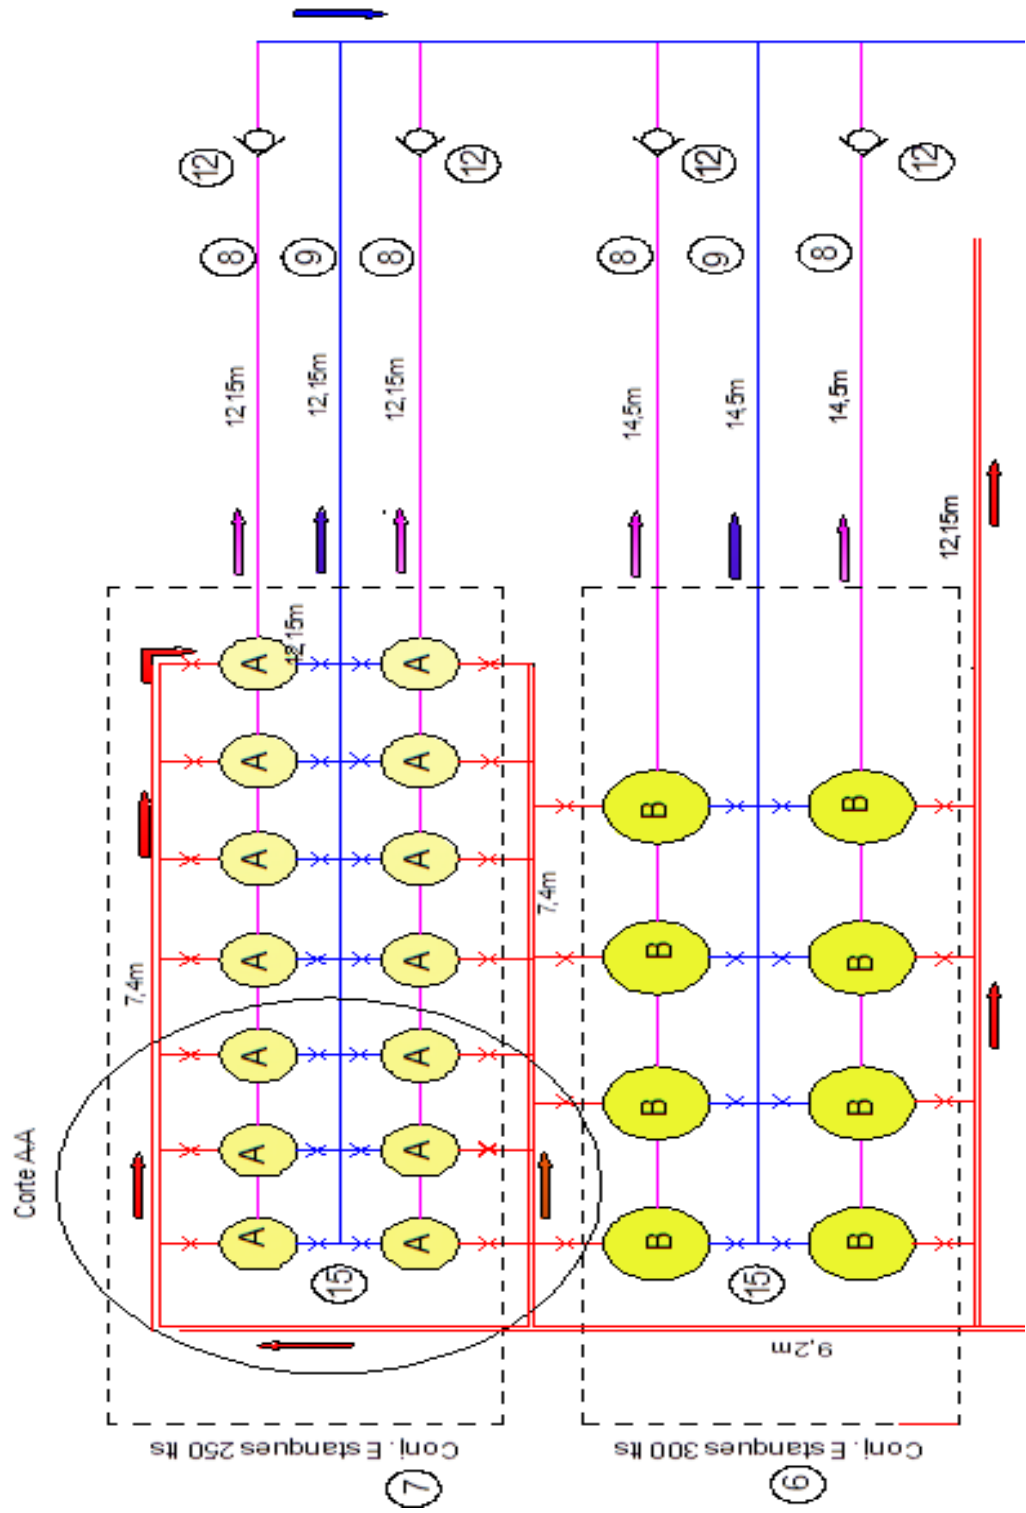 12
12
12
12
8
9
8
8
9
8
12,15m
12,15m
12,15m
14,5m
14,5m
14,5m
12,15m
12,15m
A
A
A
A
B
B
A
A
7,4m
7,4m
A
A
B
B
A
A
B
B
Corte AA
A
A
A
A
B
B
15
15
9,2m
Conj. Estanques 250 lts
Conj. Estanques 300 lts
7
6